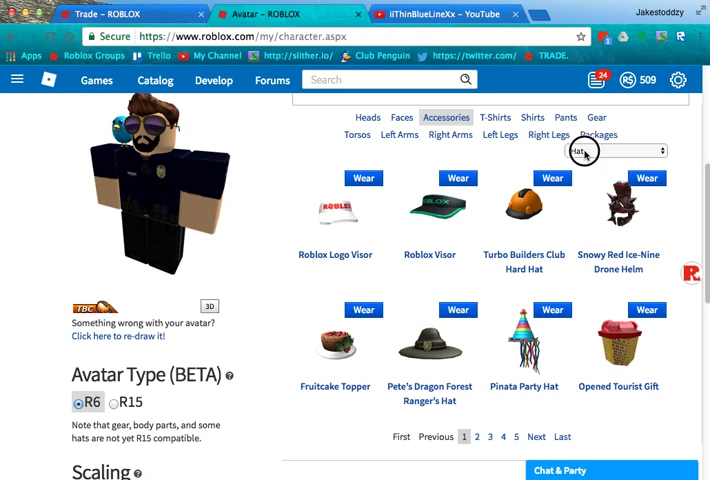 Trade - ROBLOX
Avatar - ROBLOX
iiThinBlueLineXx - YouTube
Jakestoddzy
Secure
https://www.roblox.com/my/character.aspx
Apps
Roblox Groups
Trello
My Channel
http://slither.io/
Club Penguin
https://twitter.com/
TRADE.
Games
Catalog
Develop
Forums
Search
24
R$ 509
Heads
Faces
Accessories
T-Shirts
Shirts
Pants
Gear
Torsos
Left Arms
Right Arms
Left Legs
Right Legs
Packages
Hat
Wear
Wear
Wear
Wear
ROBLOX
ROBLOX
Roblox Logo Visor
Roblox Visor
Turbo Builders Club
Hard Hat
Snowy Red Ice-Nine
Drone Helm
TBC
3D
Something wrong with your avatar?
Click here to re-draw it!
Wear
Wear
Wear
Wear
Fruitcake Topper
Pete's Dragon Forest
Ranger's Hat
Pinata Party Hat
Opened Tourist Gift
Avatar Type (BETA)
R6
R15
Note that gear, body parts, and some
hats are not yet R15 compatible.
First Previous 1 2 3 4 5 Next Last
Scaling
Chat & Party